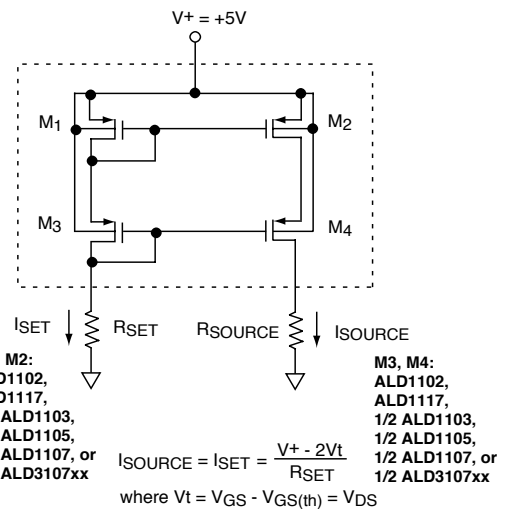 V+ = +5V
M1
M2
M3
M4
ISET
RSET
RSOURCE
ISOURCE
M2:
D1102,
D1117,
ALD1103,
ALD1105,
ALD1107, or
ALD3107xx
M3, M4:
ALD1102,
ALD1117,
1/2 ALD1103,
1/2 ALD1105,
1/2 ALD1107, or
1/2 ALD3107xx
ISOURCE = ISET = V+ - 2Vt / RSET
where Vt = VGS - VGS(th) = VDS